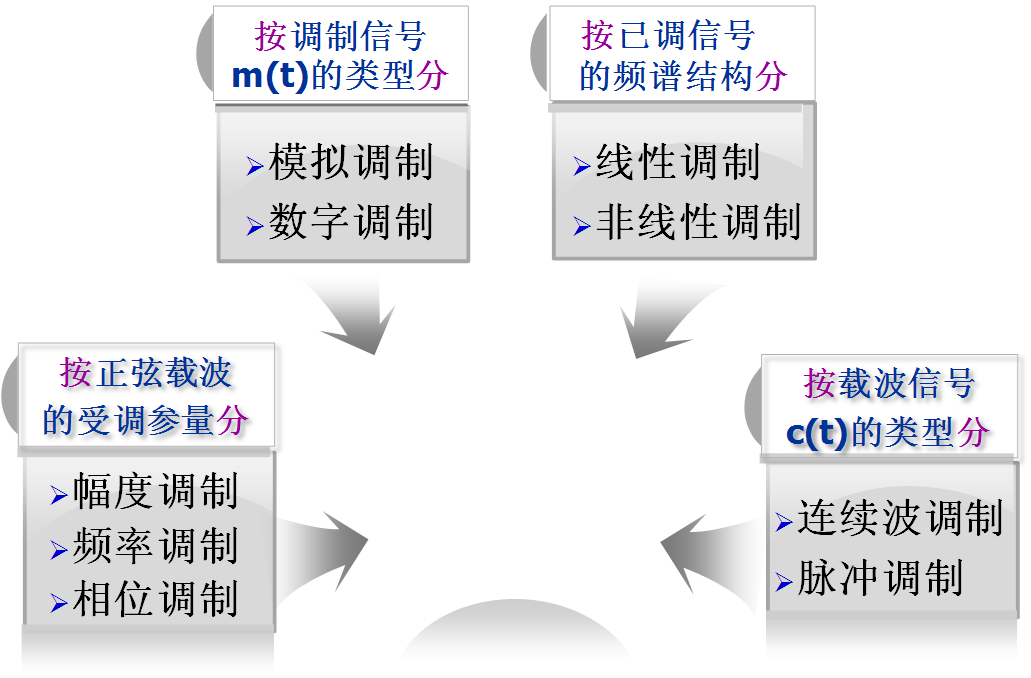 按调制信号
m(t)的类型分
➢模拟调制
➢数字调制
按已调信号
的频谱结构分
➢线性调制
➢非线性调制
按正弦载波
的受调参量分
➢幅度调制
➢频率调制
➢相位调制
按载波信号
c(t)的类型分
➢连续波调制
➢脉冲调制